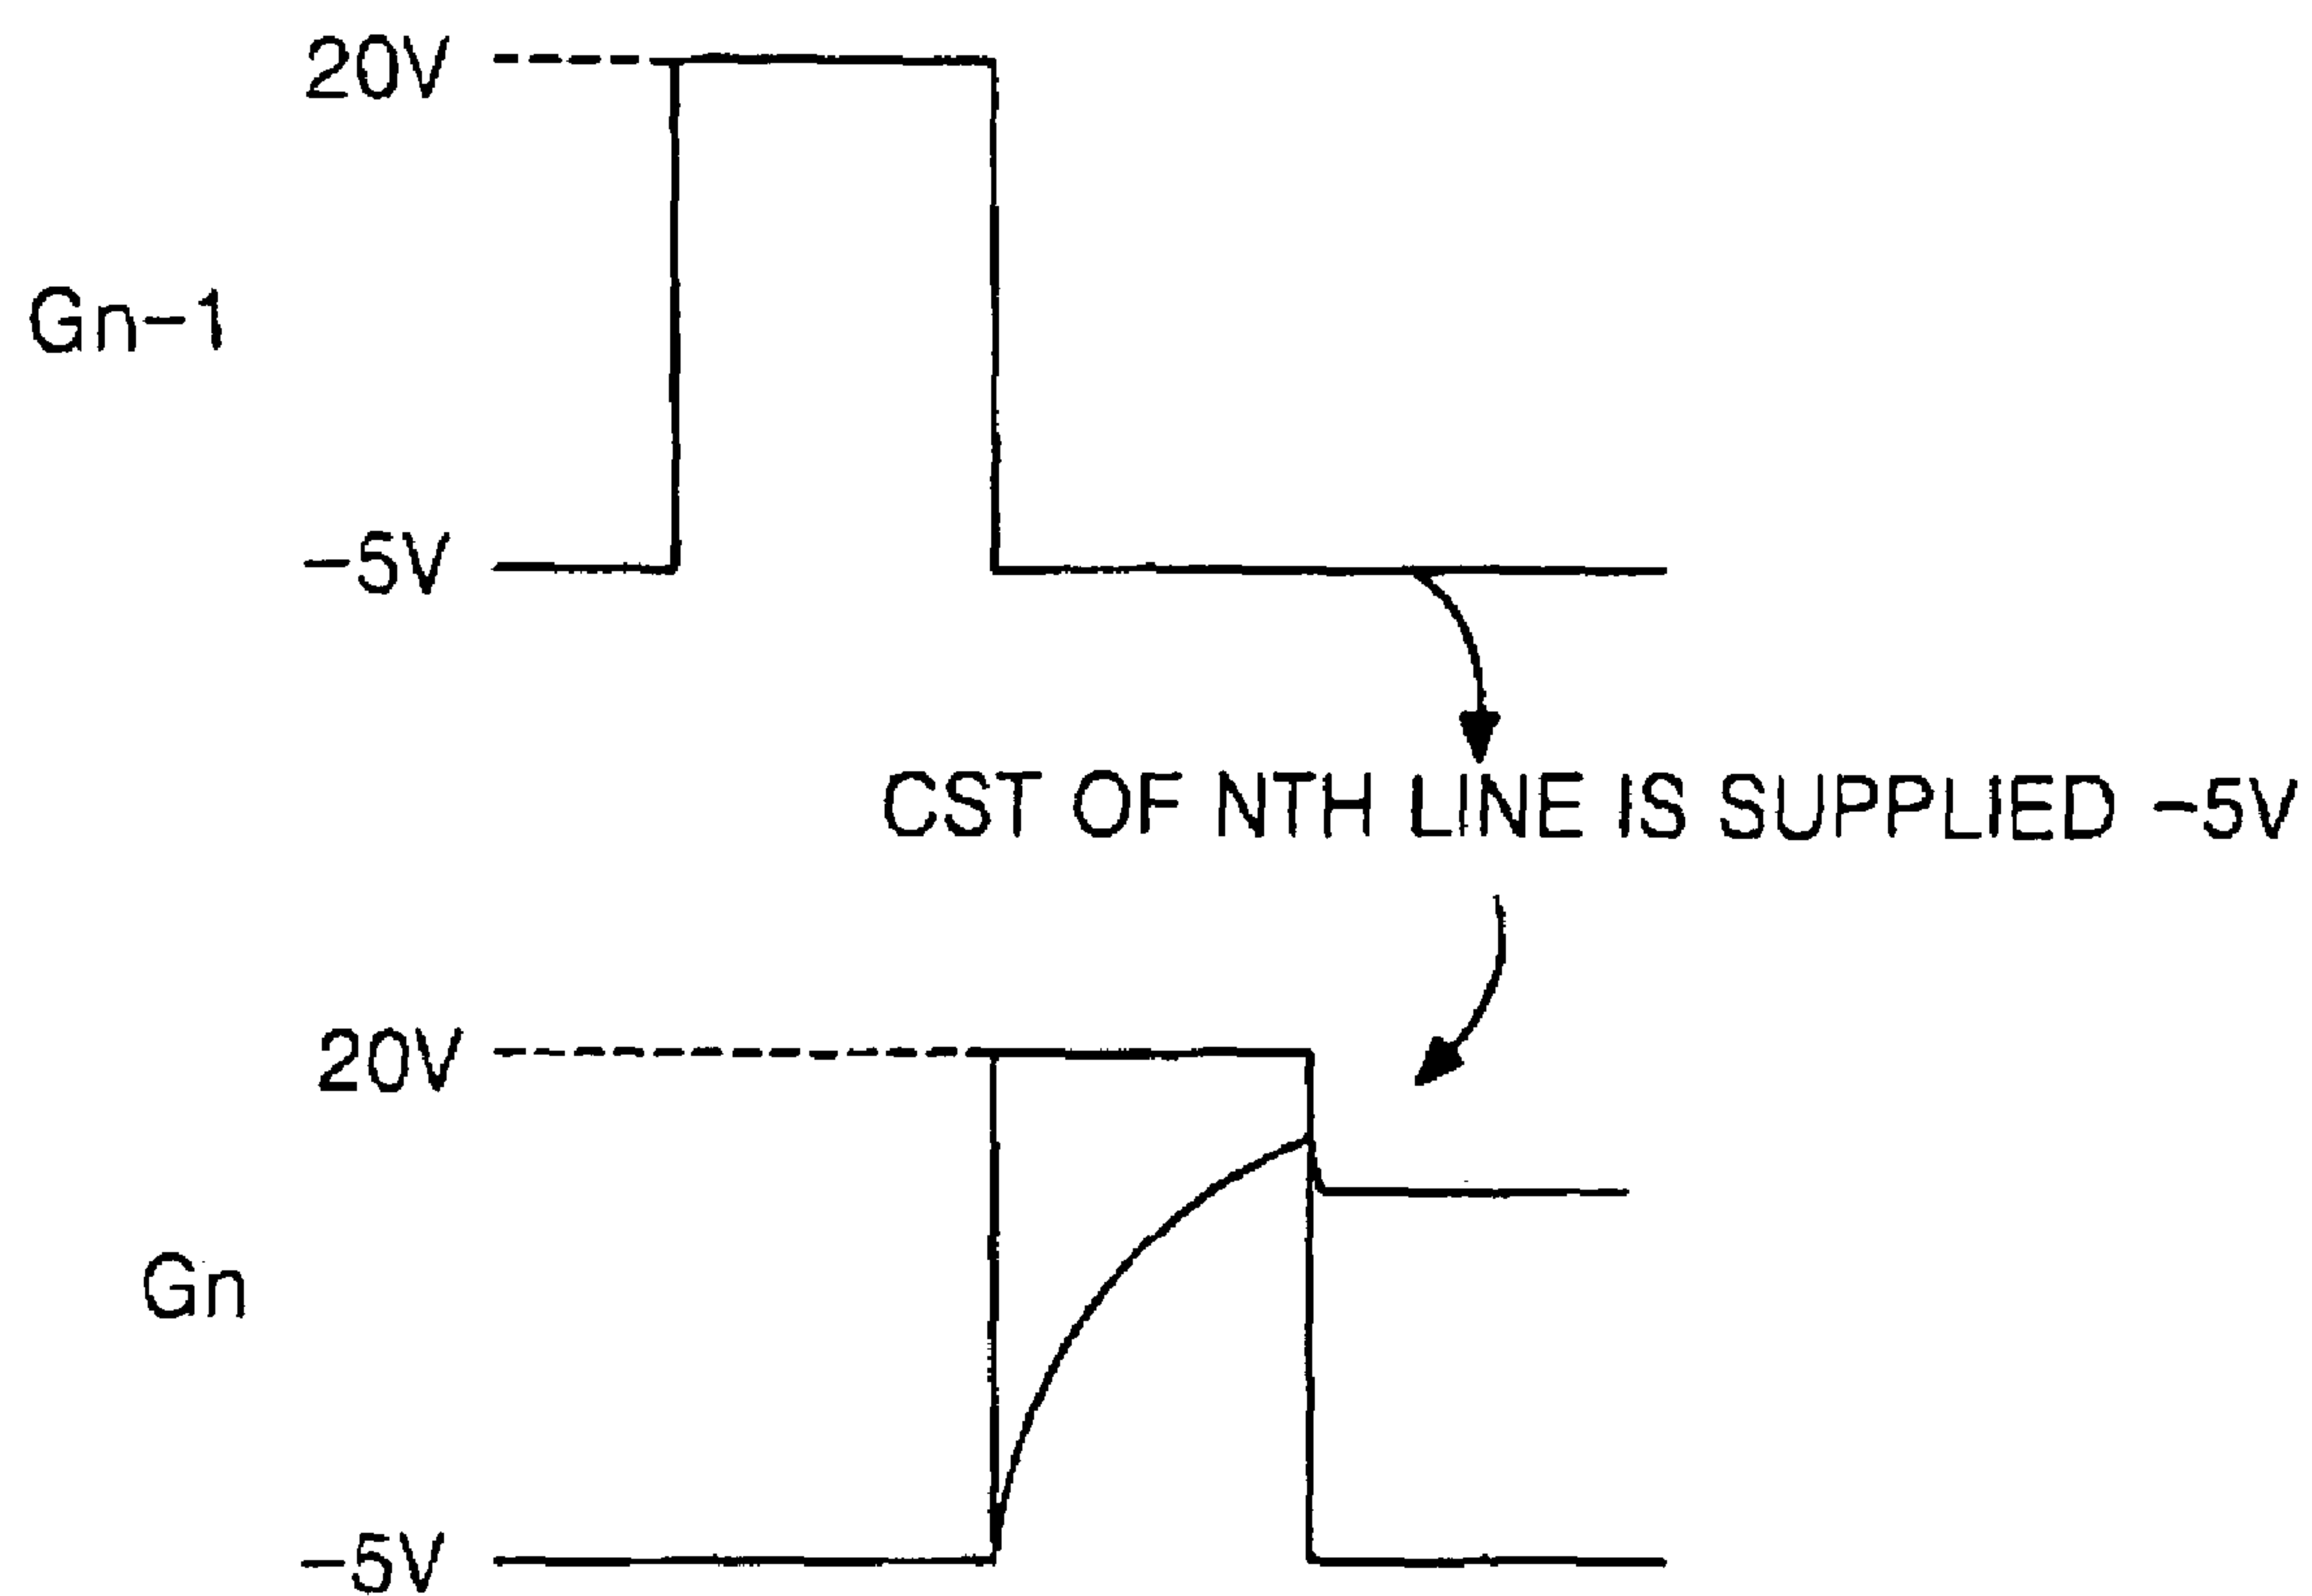 20V
Gn-1
-5V
CST OF NTH LINE IS SUPPLIED -5V
20V
Gn
-5V